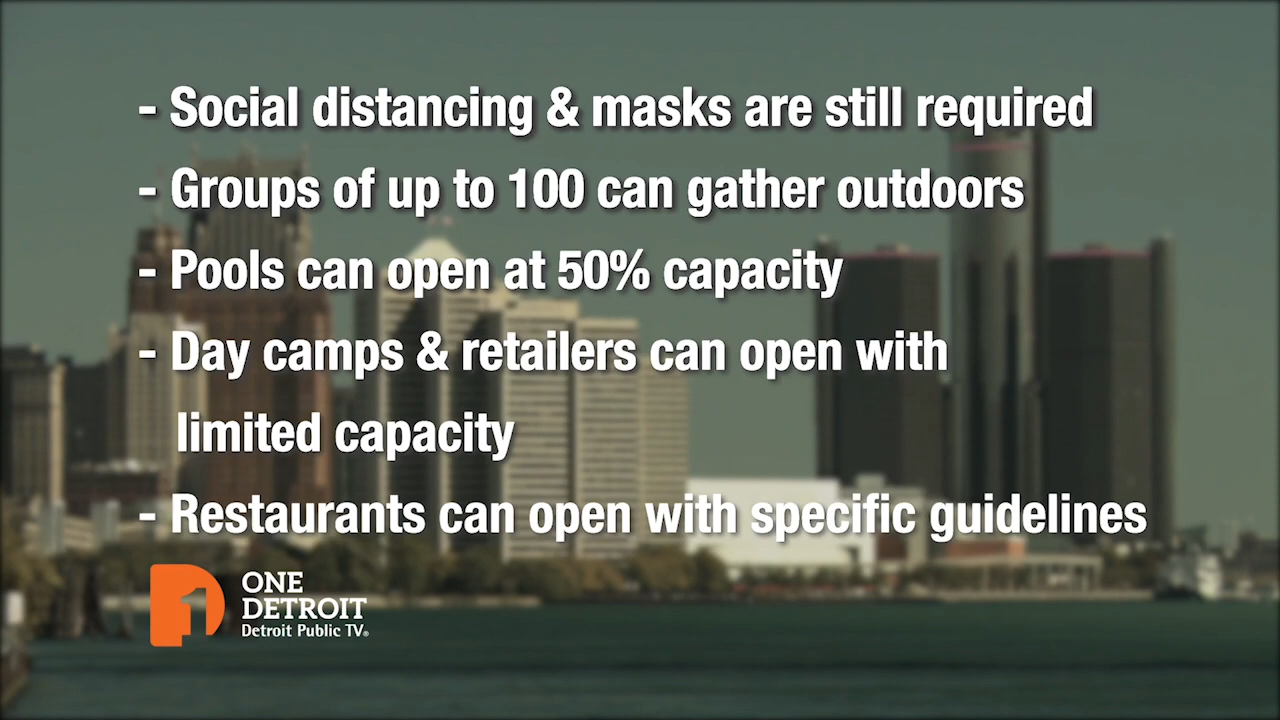 - Social distancing & masks are still required
- Groups of up to 100 can gather outdoors
- Pools can open at 50% capacity
- Day camps & retailers can open with
limited capacity
- Restaurants can open with specific guidelines
1
ONE
DETROIT
Detroit Public TV®